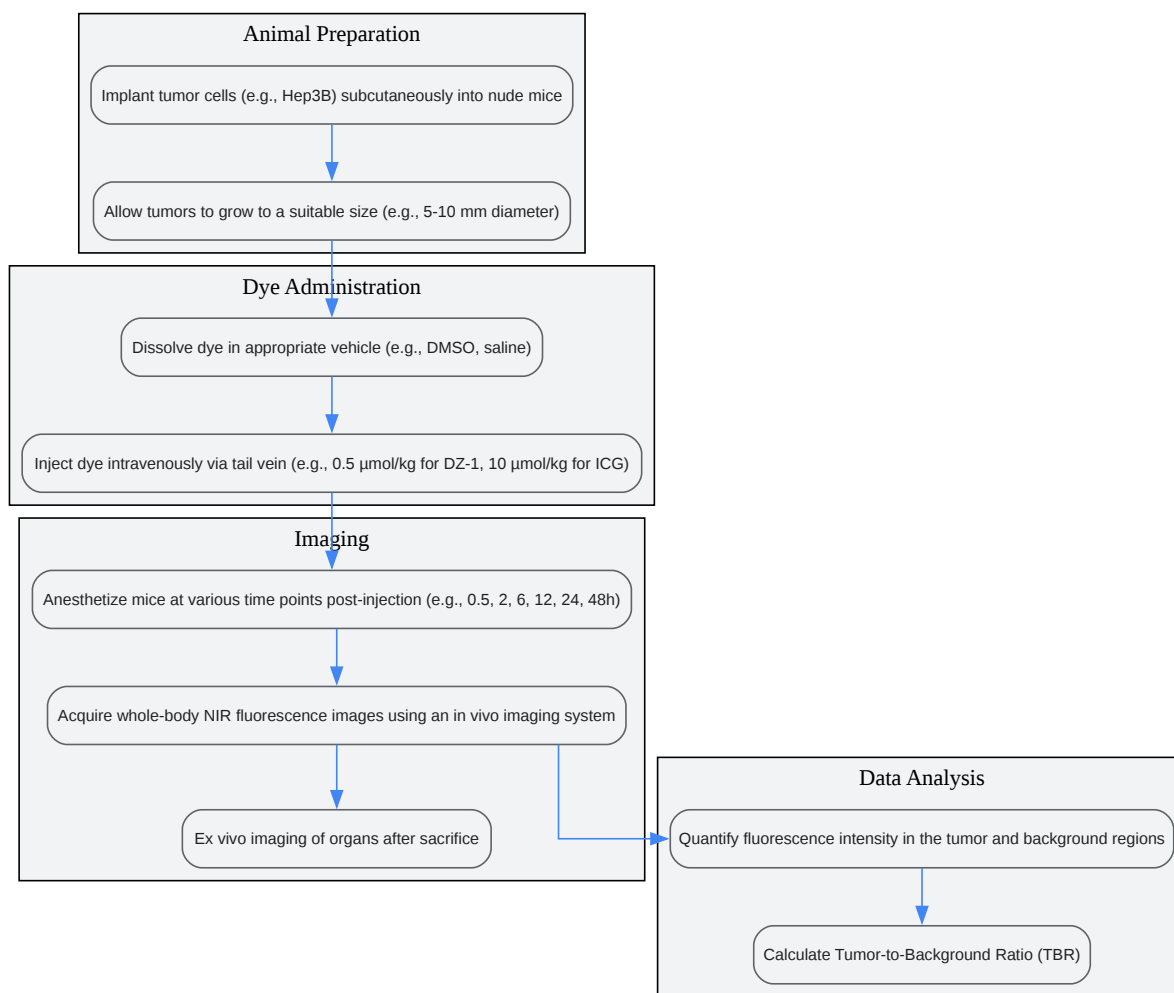 Animal Preparation
Implant tumor cells (e.g., Hep3B) subcutaneously into nude mice
Allow tumors to grow to a suitable size (e.g., 5-10 mm diameter)
Dye Administration
Dissolve dye in appropriate vehicle (e.g., DMSO, saline)
Inject dye intravenously via tail vein (e.g., 0.5 µmol/kg for DZ-1, 10 µmol/kg for ICG)
Imaging
Anesthetize mice at various time points post-injection (e.g., 0.5, 2, 6, 12, 24, 48h)
Acquire whole-body NIR fluorescence images using an in vivo imaging system
Ex vivo imaging of organs after sacrifice
Data Analysis
Quantify fluorescence intensity in the tumor and background regions
Calculate Tumor-to-Background Ratio (TBR)